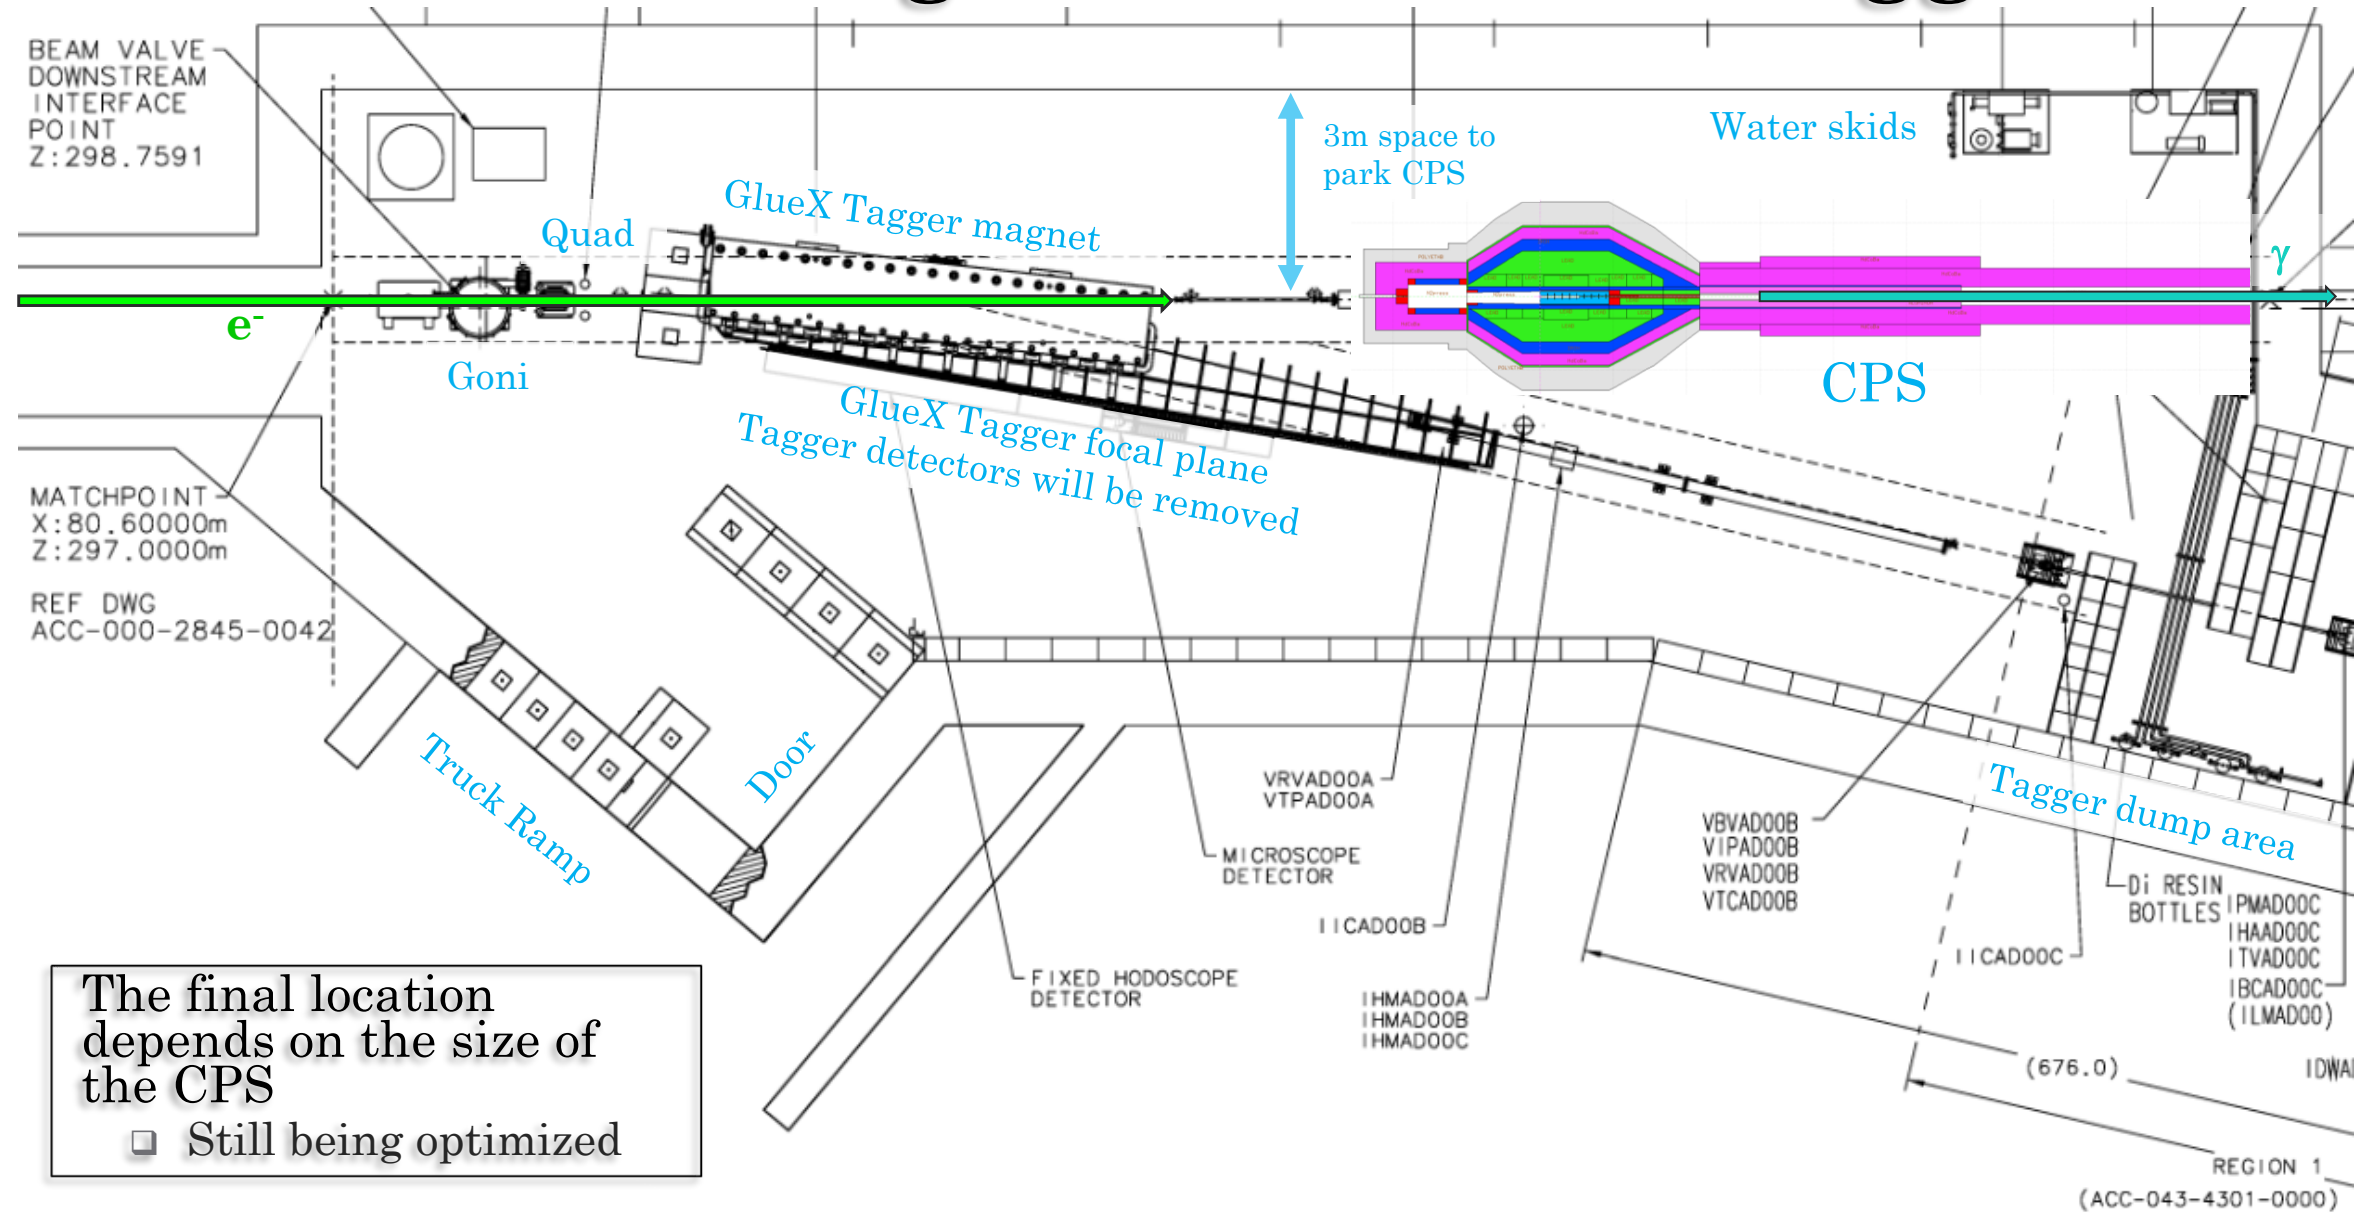 BEAM VALVE
DOWNSTREAM
INTERFACE
POINT
Z:298.7591
Quad
GlueX Tagger magnet
3m space to
park CPS
Water skids
γ
e-
Goni
CPS
GlueX Tagger focal plane
Tagger detectors will be removed
MATCHPOINT
X:80.60000m
Z:297.0000m
REF DWG
ACC-000-2845-0042
Truck Ramp
Door
VRVAD00A
VTPAD00A
MICROSCOPE
DETECTOR
IICAD00B
FIXED HODOSCOPE
DETECTOR
IHMAD00A
IHMAD00B
IHMAD00C
VBVAD00B
VIPAD00B
VRVAD00B
VTCAD00B
Tagger dump area
Di RESIN
BOTTLES
IICAD00C
IPMAD00C
IHAAD00C
ITVAD00C
IBCAD00C
(ILMAD00)
(676.0)
REGION 1
(ACC-043-4301-0000)
The final location
depends on the size of
the CPS
Still being optimized